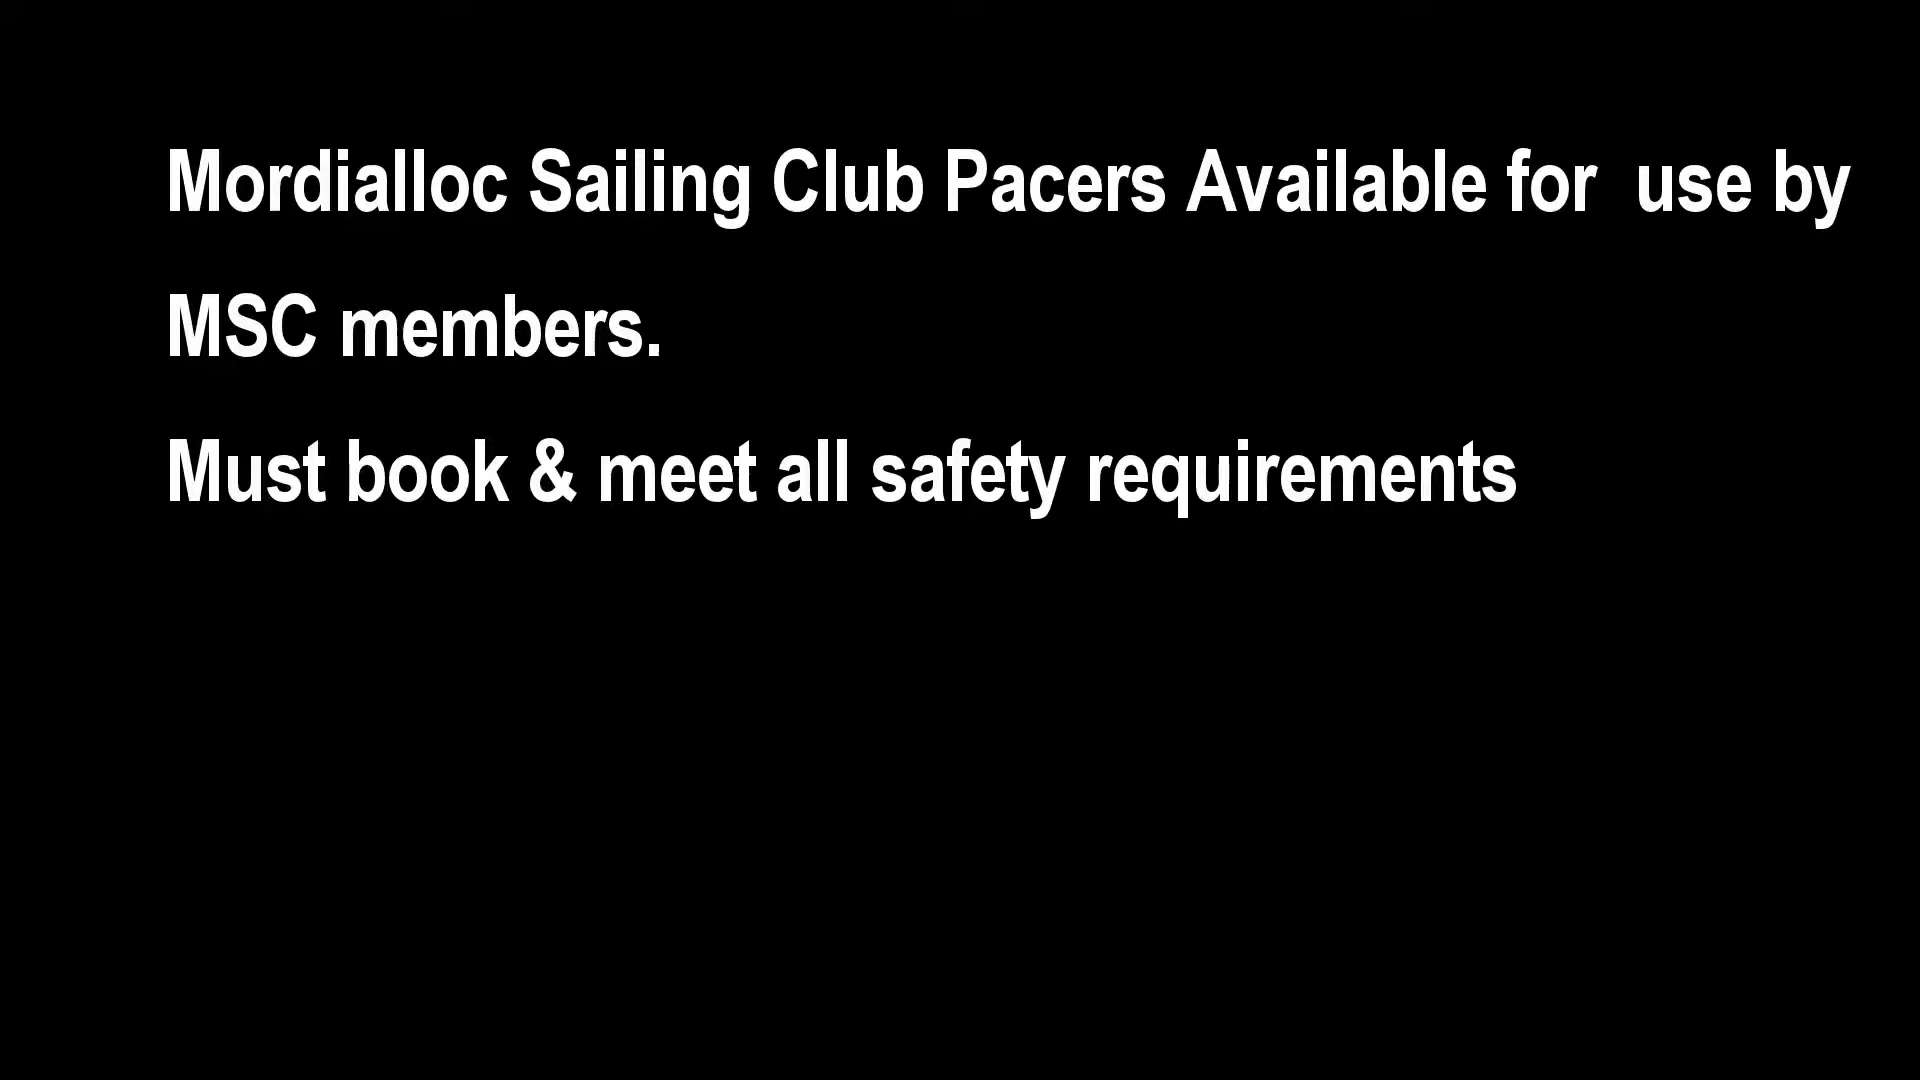 Mordialloc Sailing Club Pacers Available for  use by
MSC members.
Must book & meet all safety requirements